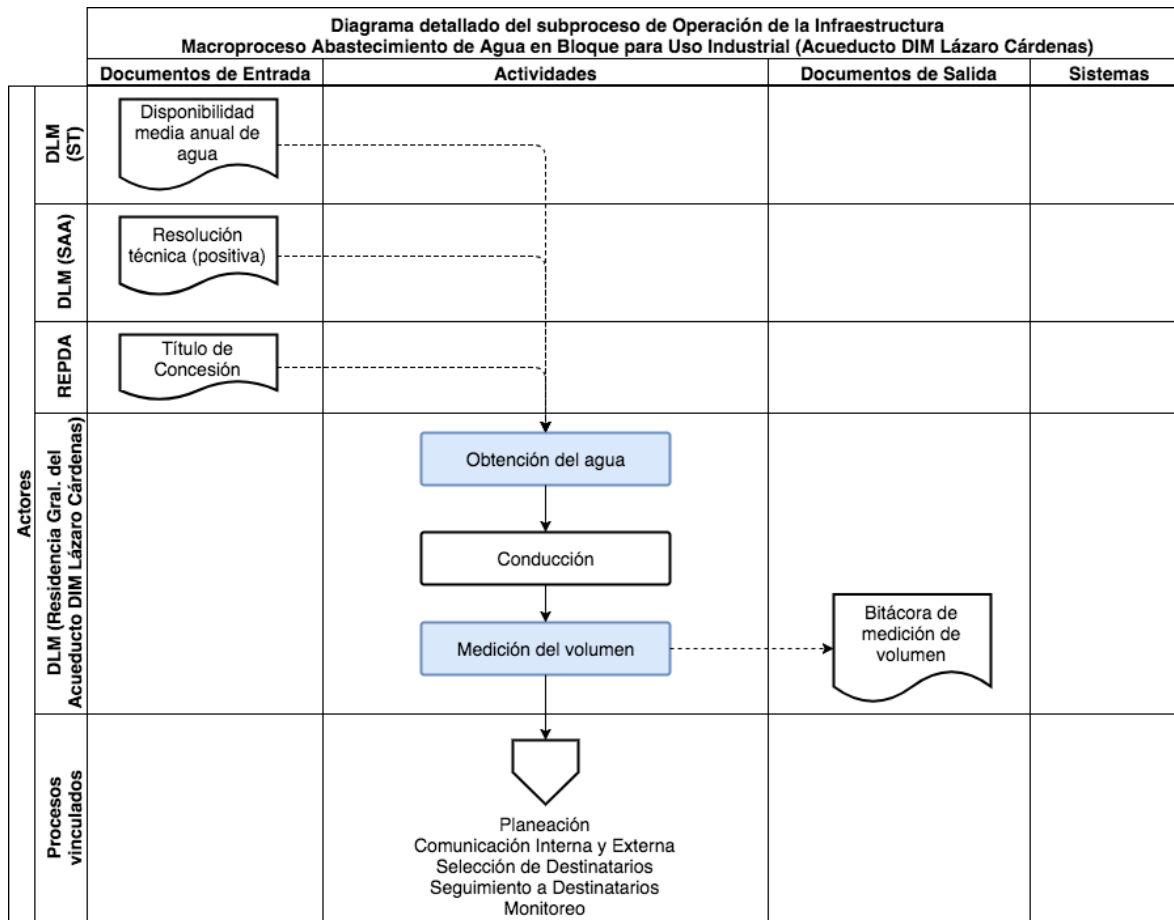 Diagrama detallado del subproceso de Operación de la Infraestructura
Macroproceso Abastecimiento de Agua en Bloque para Uso Industrial (Acueducto DIM Lázaro Cárdenas)
Documentos de Entrada
Actividades
Documentos de Salida
Sistemas
Actores
DLM
(ST)
Disponibilidad
media anual de
agua
DLM (SAA)
Resolución
técnica (positiva)
REPDA
Título de
Concesión
DLM (Residencia Gral. del
Acueducto DIM Lázaro Cárdenas)
Obtención del agua
Conducción
Medición del volumen
Bitácora de
medición de
volumen
Procesos
vinculados
Planeación
Comunicación Interna y Externa
Selección de Destinatarios
Seguimiento a Destinatarios
Monitoreo